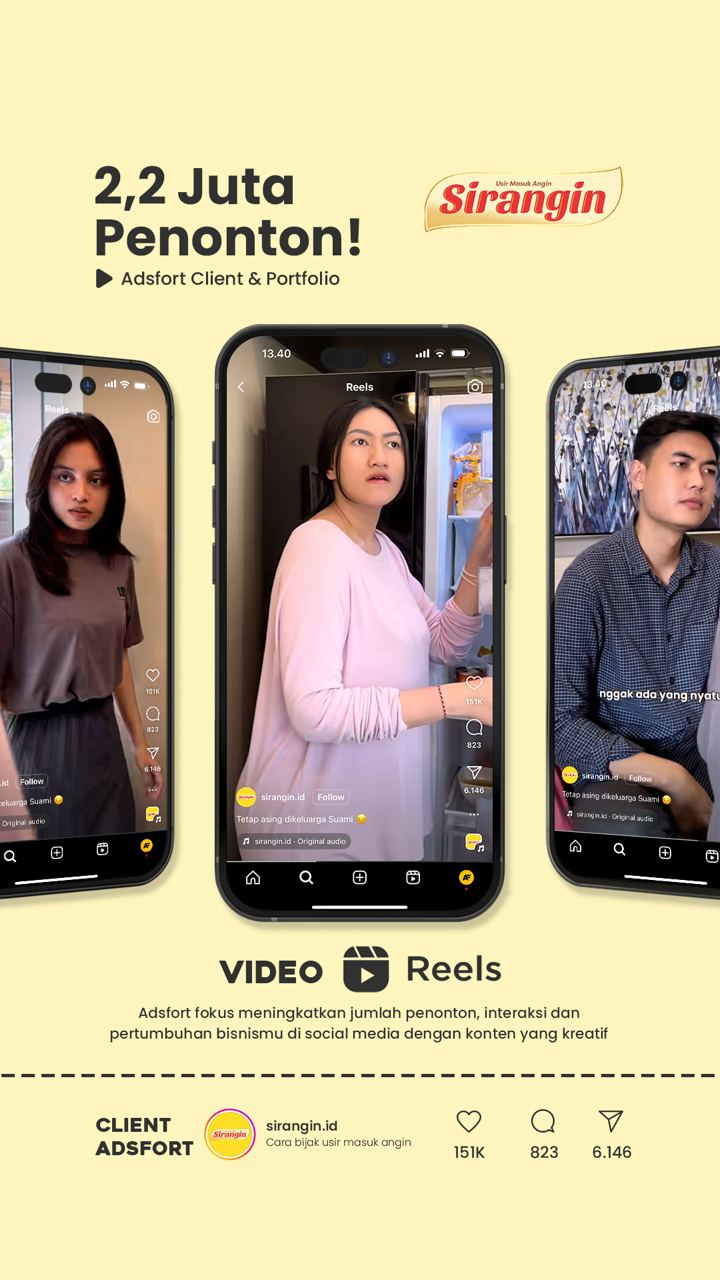 2,2 Juta
Penonton!
Adsfort Client & Portfolio
Usir Masuk Angin
Sirangin
Reels
151K
823
6.146
.id Follow
keluarga Suami 😔
Original audio
13.40
Reels
151K
823
6.146
sirangin.id Follow
Tetap asing dikeluarga Suami 😔
sirangin.id · Original audio
13.40
Reels
nggak ada yang nyatu
sirangin.id Follow
Tetap asing dikeluarga Suami 😔
sirangin.id · Original audio
VIDEO Reels
Adsfort fokus meningkatkan jumlah penonton, interaksi dan
pertumbuhan bisnismu di social media dengan konten yang kreatif
CLIENT
ADSFORT
Sirangin
sirangin.id
Cara bijak usir masuk angin
151K 823 6.146